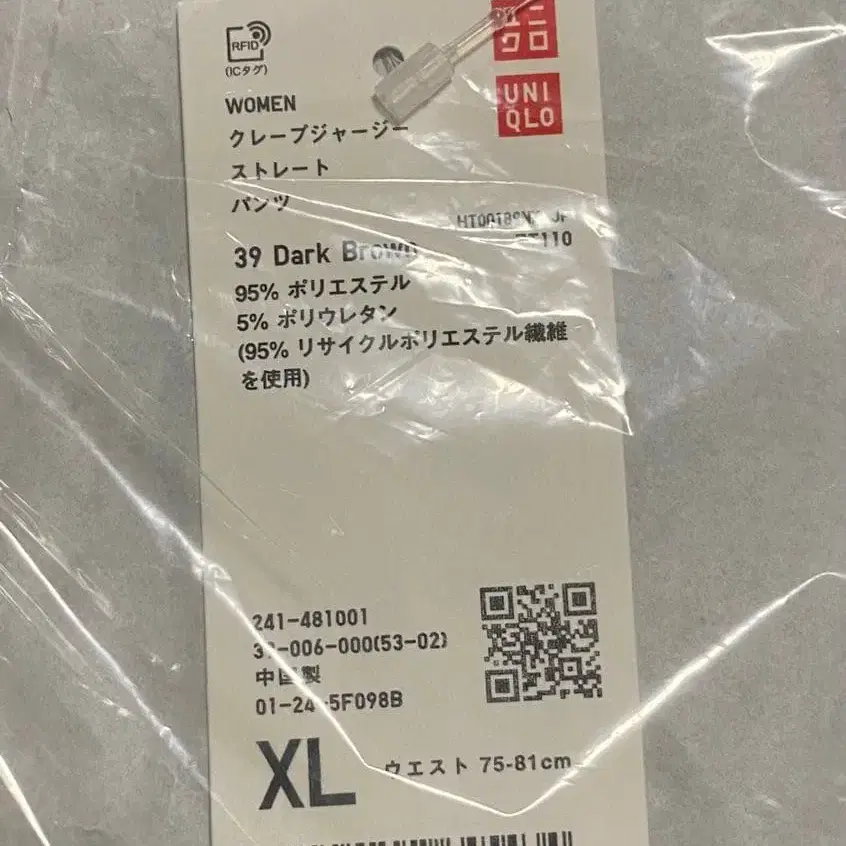 RFID
(ICタグ)
ユニ
クロ
UNI
QLO
WOMEN
クレープジャージー
ストレート
パンツ
39 Dark Brown
95% ポリエステル
5% ポリウレタン
(95% リサイクルポリエステル繊維
を使用)
241-481001
中国製
XL
ウエスト 75-81cm